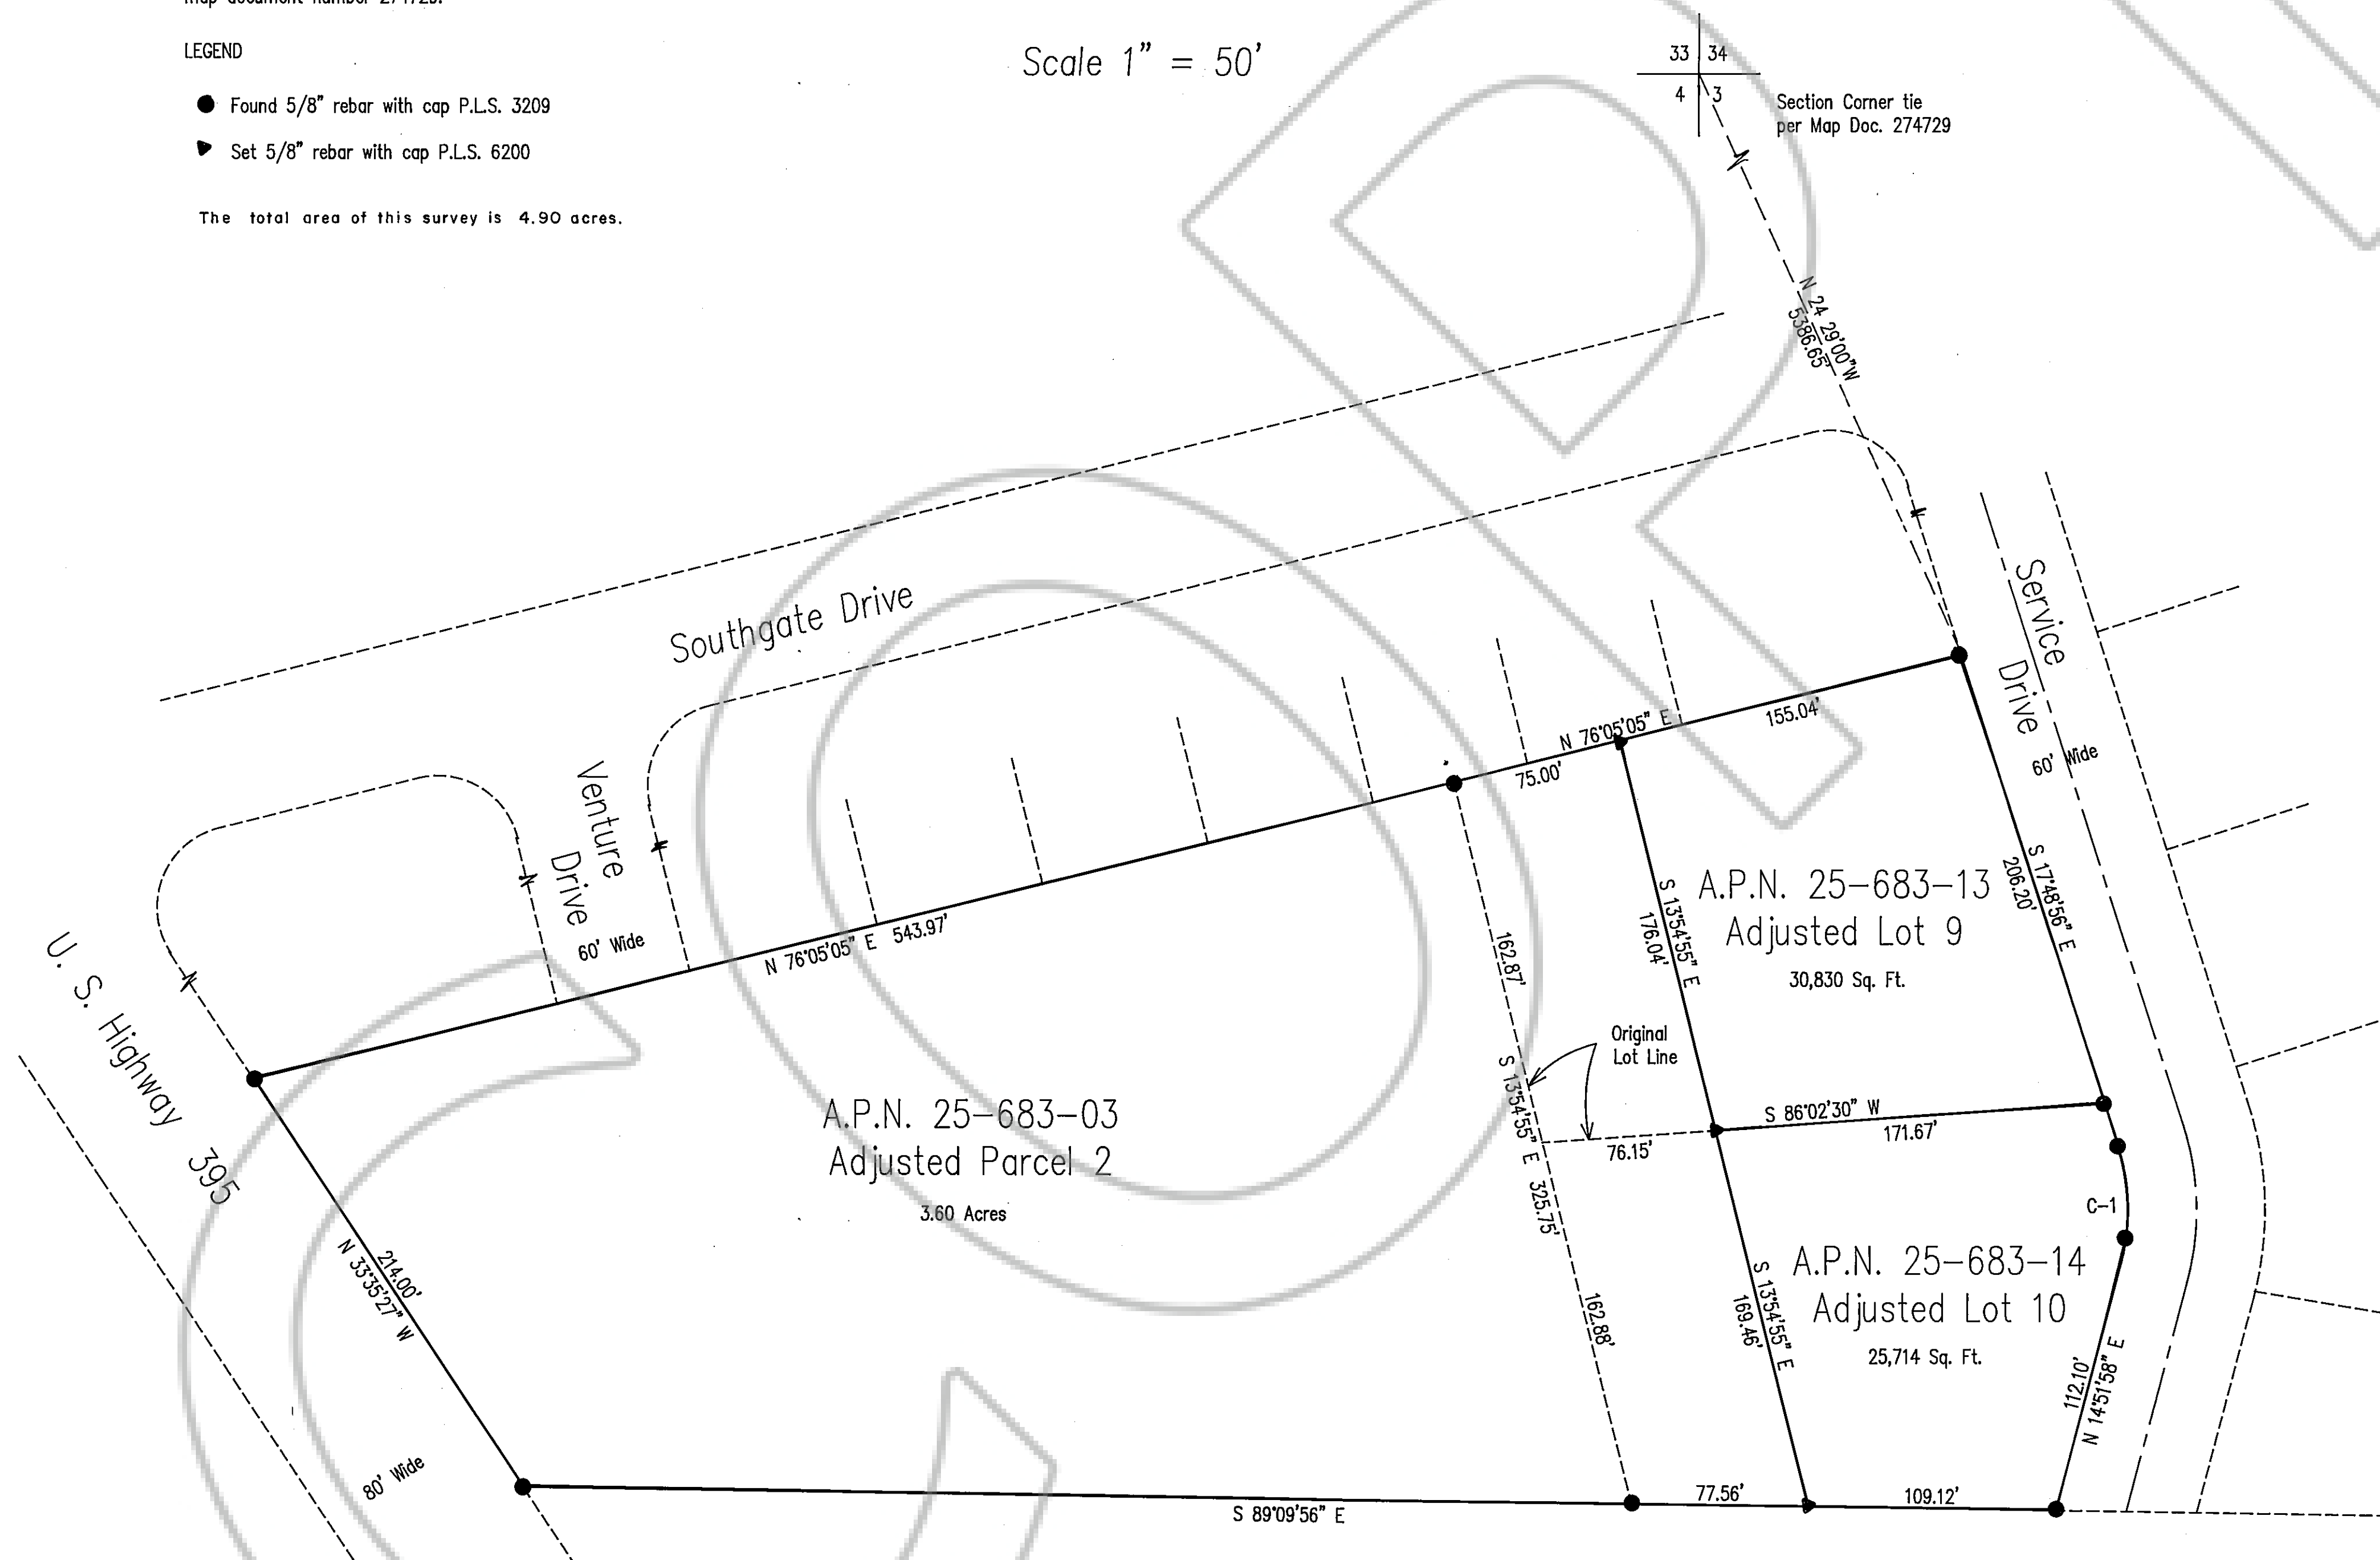 map document number 274729.
LEGEND
Found 5/8" rebar with cap P.L.S. 3209
Set 5/8" rebar with cap P.L.S. 6200
The total area of this survey is 4.90 acres.
Scale 1" = 50'
33 34
4 3
Section Corner tie
per Map Doc. 274729
N 24 29'00"W
5386.65'
Southgate Drive
Service
Drive
60' Wide
Venture
Drive
60' Wide
U. S. Highway 395
80' Wide
N 76°05'05" E 543.97'
N 76°05'05" E
75.00'
155.04'
S 17°48'56" E
206.20'
S 13°54'55" E
176.04'
A.P.N. 25-683-13
Adjusted Lot 9
30,830 Sq. Ft.
162.87'
Original
Lot Line
S 13°54'55" E 325.75'
S 86°02'30" W
171.67'
76.15'
A.P.N. 25-683-03
Adjusted Parcel 2
3.60 Acres
C-1
A.P.N. 25-683-14
Adjusted Lot 10
25,714 Sq. Ft.
214.00'
N 33°35'27" W
162.88'
S 13°54'55" E
169.46'
112.10'
N 14°51'58" E
S 89°09'56" E
77.56'
109.12'